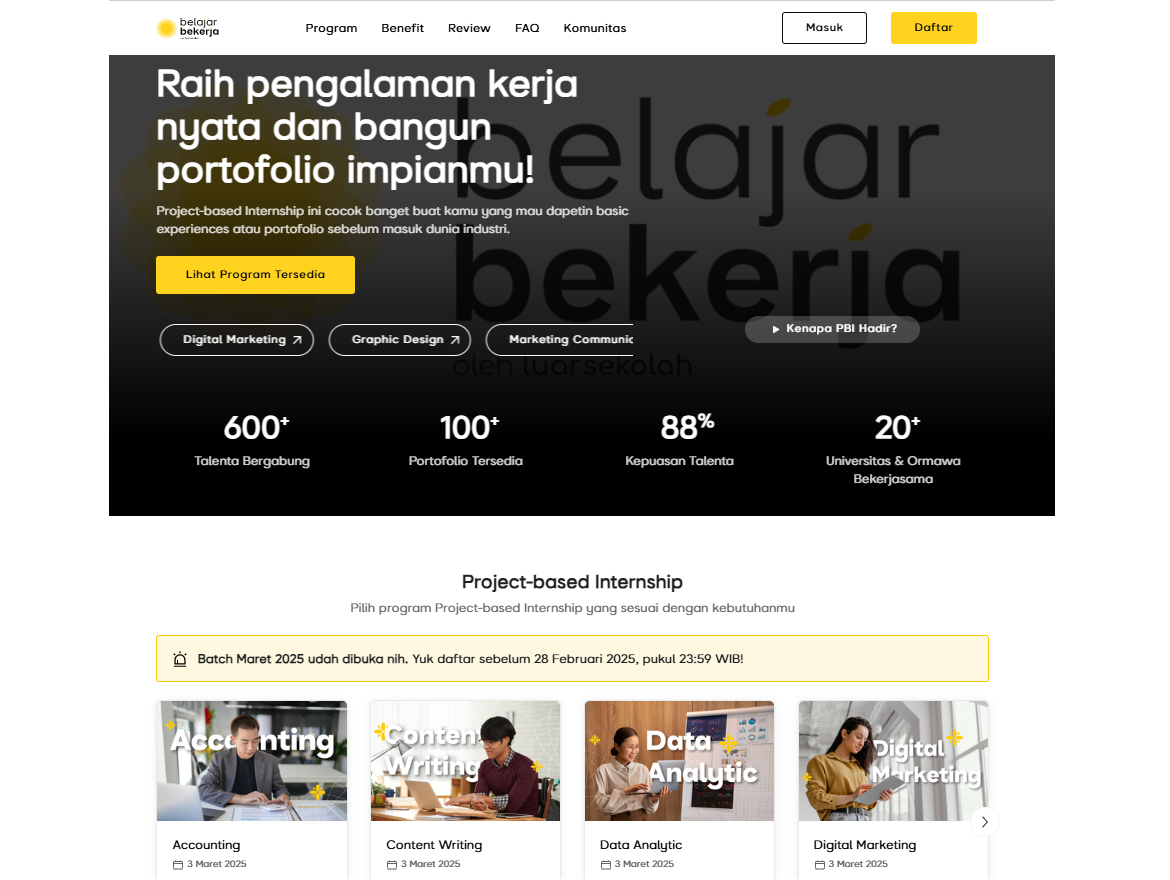 belajar
bekerja
Program
Benefit
Review
FAQ
Komunitas
Masuk
Daftar
Raih pengalaman kerja
nyata dan bangun
portofolio impianmu!
Project-based Internship ini cocok banget buat kamu yang mau dapetin basic
experiences atau portofolio sebelum masuk dunia industri.
Lihat Program Tersedia
Digital Marketing
Graphic Design
Marketing Communic
belajar
bekerja
oleh luarsekolah
Kenapa PBI Hadir?
600+
Talenta Bergabung
100+
Portofolio Tersedia
88%
Kepuasan Talenta
20+
Universitas & Ormawa
Bekerjasama
Project-based Internship
Pilih program Project-based Internship yang sesuai dengan kebutuhanmu
Batch Maret 2025 udah dibuka nih. Yuk daftar sebelum 28 Februari 2025, pukul 23:59 WIB!
Accounting
Content
Writing
Data
Analytic
Digital
Marketing
Accounting
3 Maret 2025
Content Writing
3 Maret 2025
Data Analytic
3 Maret 2025
Digital Marketing
3 Maret 2025